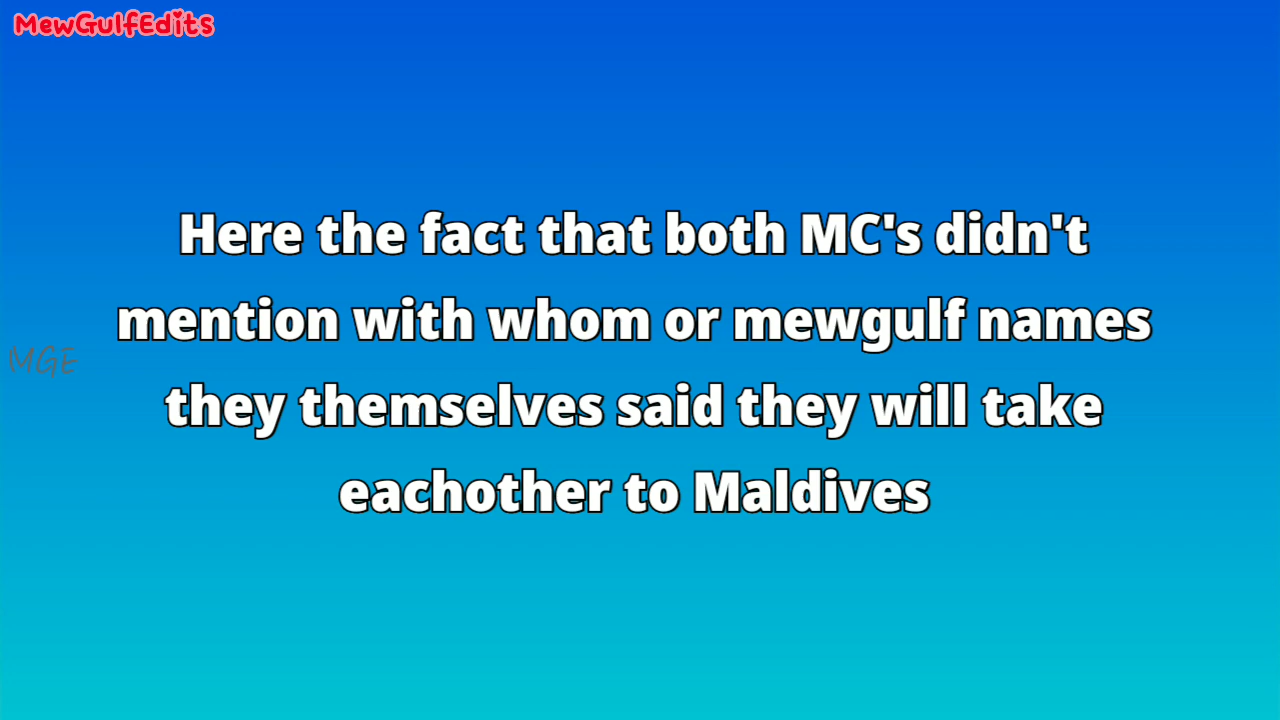 MewGulfEdits
Here the fact that both MC's didn't
mention with whom or mewgulf names
MGE
they themselves said they will take
eachother to Maldives